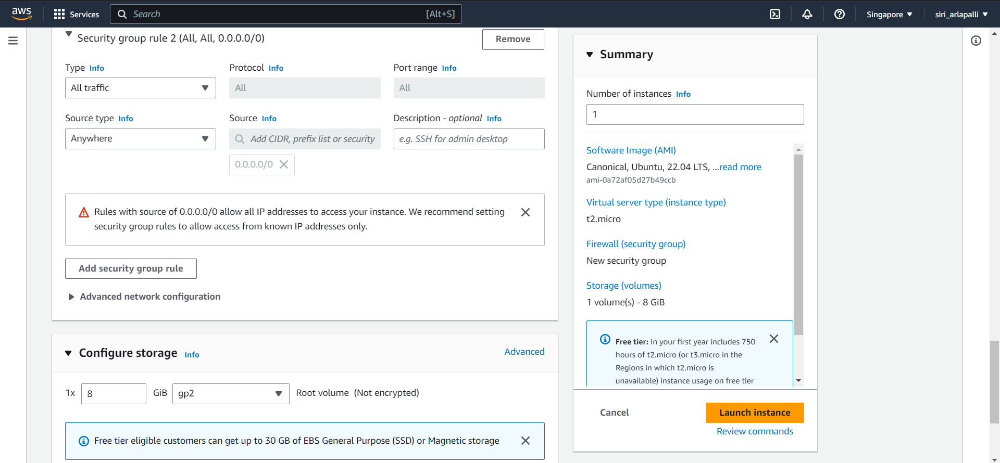 aws Services Search [Alt+S] Singapore siri_arlapalli
Security group rule 2 (All, All, 0.0.0.0/0) Remove
Type Info Protocol Info Port range Info
All traffic All All
Source type Info Source Info Description - optional Info
Anywhere Add CIDR, prefix list or security e.g. SSH for admin desktop
0.0.0.0/0
Rules with source of 0.0.0.0/0 allow all IP addresses to access your instance. We recommend setting
security group rules to allow access from known IP addresses only.
Add security group rule
Advanced network configuration
Configure storage Info Advanced
1x 8 GiB gp2 Root volume (Not encrypted)
Free tier eligible customers can get up to 30 GB of EBS General Purpose (SSD) or Magnetic storage
Summary
Number of instances Info
1
Software Image (AMI)
Canonical, Ubuntu, 22.04 LTS, ...read more
ami-0a72af05d27b49ccb
Virtual server type (instance type)
t2.micro
Firewall (security group)
New security group
Storage (volumes)
1 volume(s) - 8 GiB
Free tier: In your first year includes 750
hours of t2.micro (or t3.micro in the
Regions in which t2.micro is
unavailable) instance usage on free tier
Cancel Launch instance
Review commands